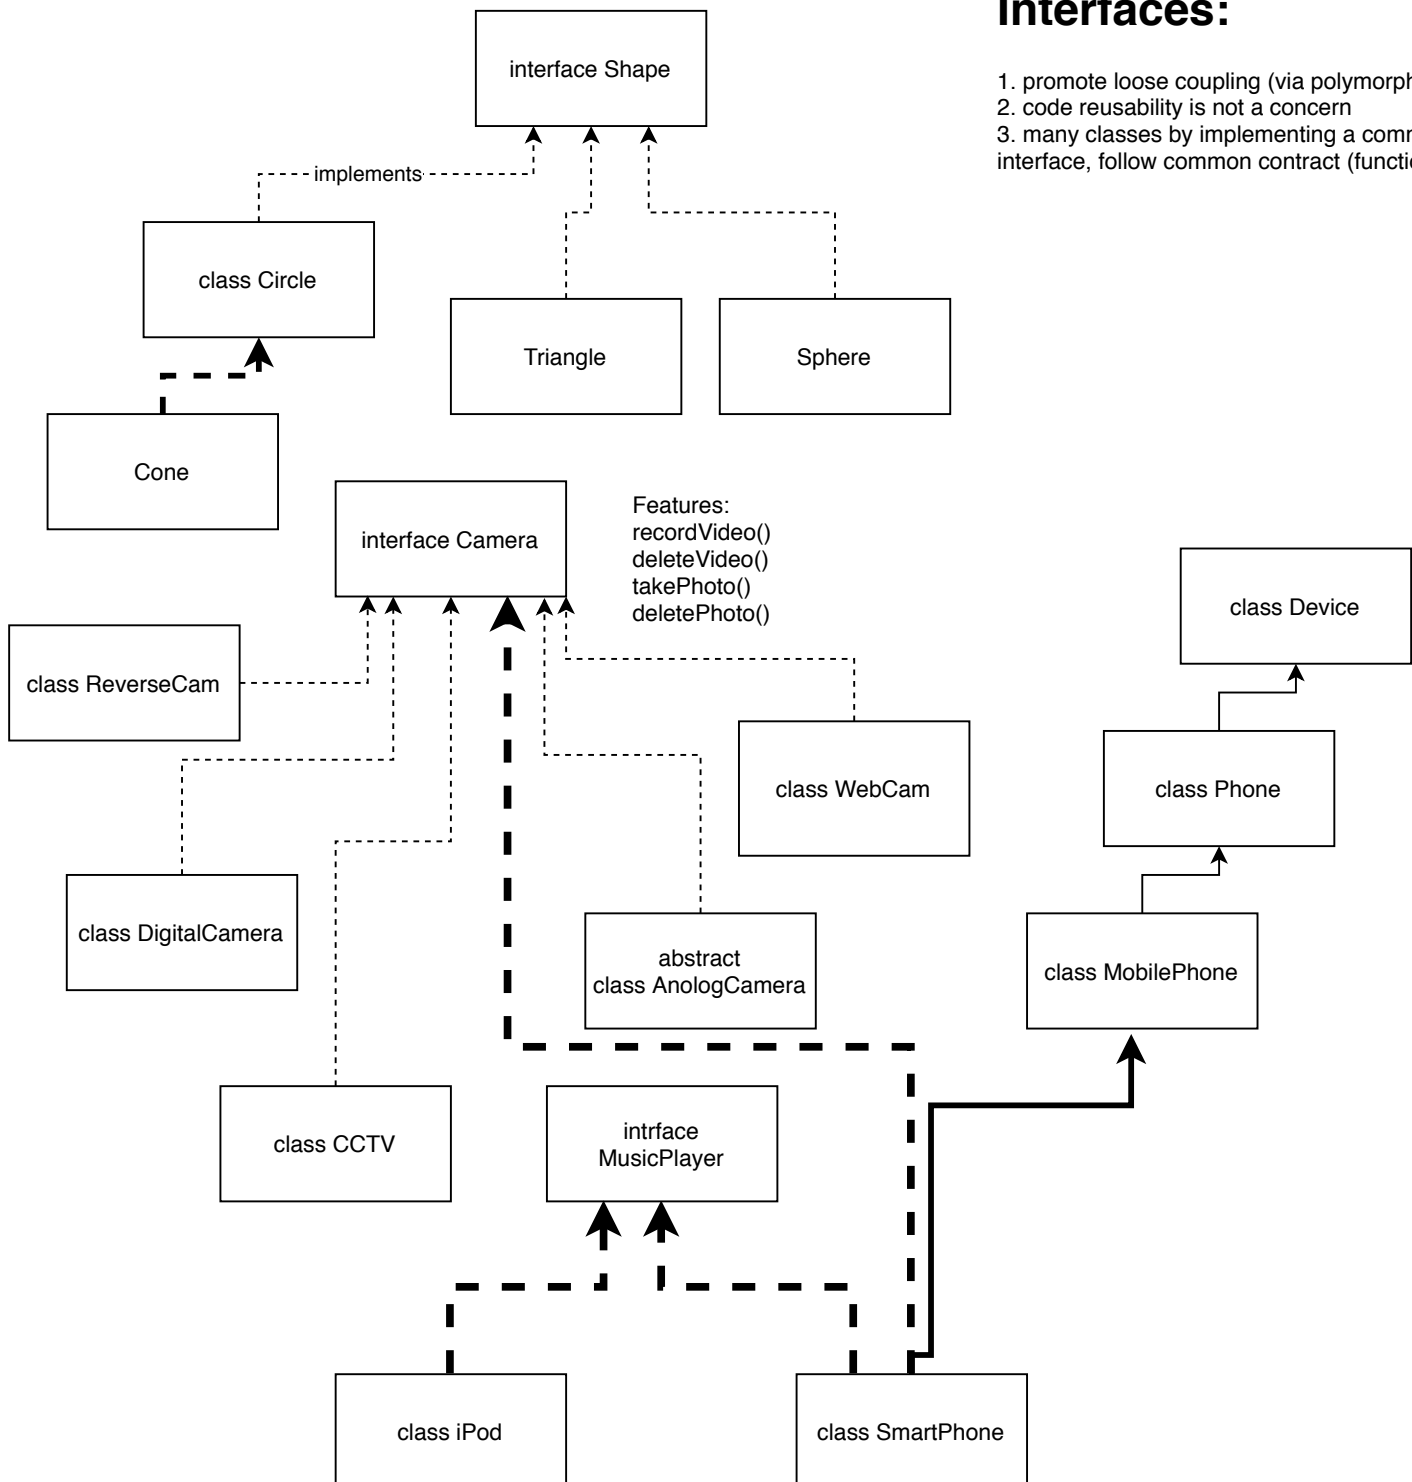 Interfaces:
1. promote loose coupling (via
2. code reusability is not a concern
3. many classes by implementing a
interface, follow common contract
interface Shape
implements
class Circle
Triangle
Sphere
Cone
interface Camera
Features:
recordVideo()
deleteVideo()
takePhoto()
deletePhoto()
class Device
class ReverseCam
class WebCam
class Phone
class DigitalCamera
abstract
class AnologCamera
class MobilePhone
class CCTV
intrface
MusicPlayer
class iPod
class SmartPhone